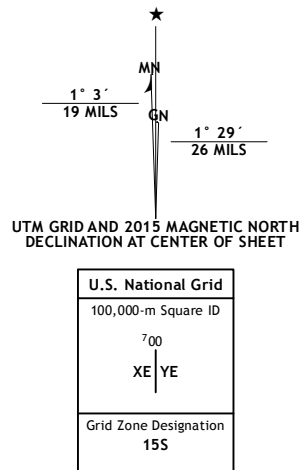 MN
1° 3´
19 MILS
GN
1° 29´
26 MILS
UTM GRID AND 2015 MAGNETIC NORTH
DECLINATION AT CENTER OF SHEET
U.S. National Grid
100,000-m Square ID
700
XE YE
Grid Zone Designation
15S